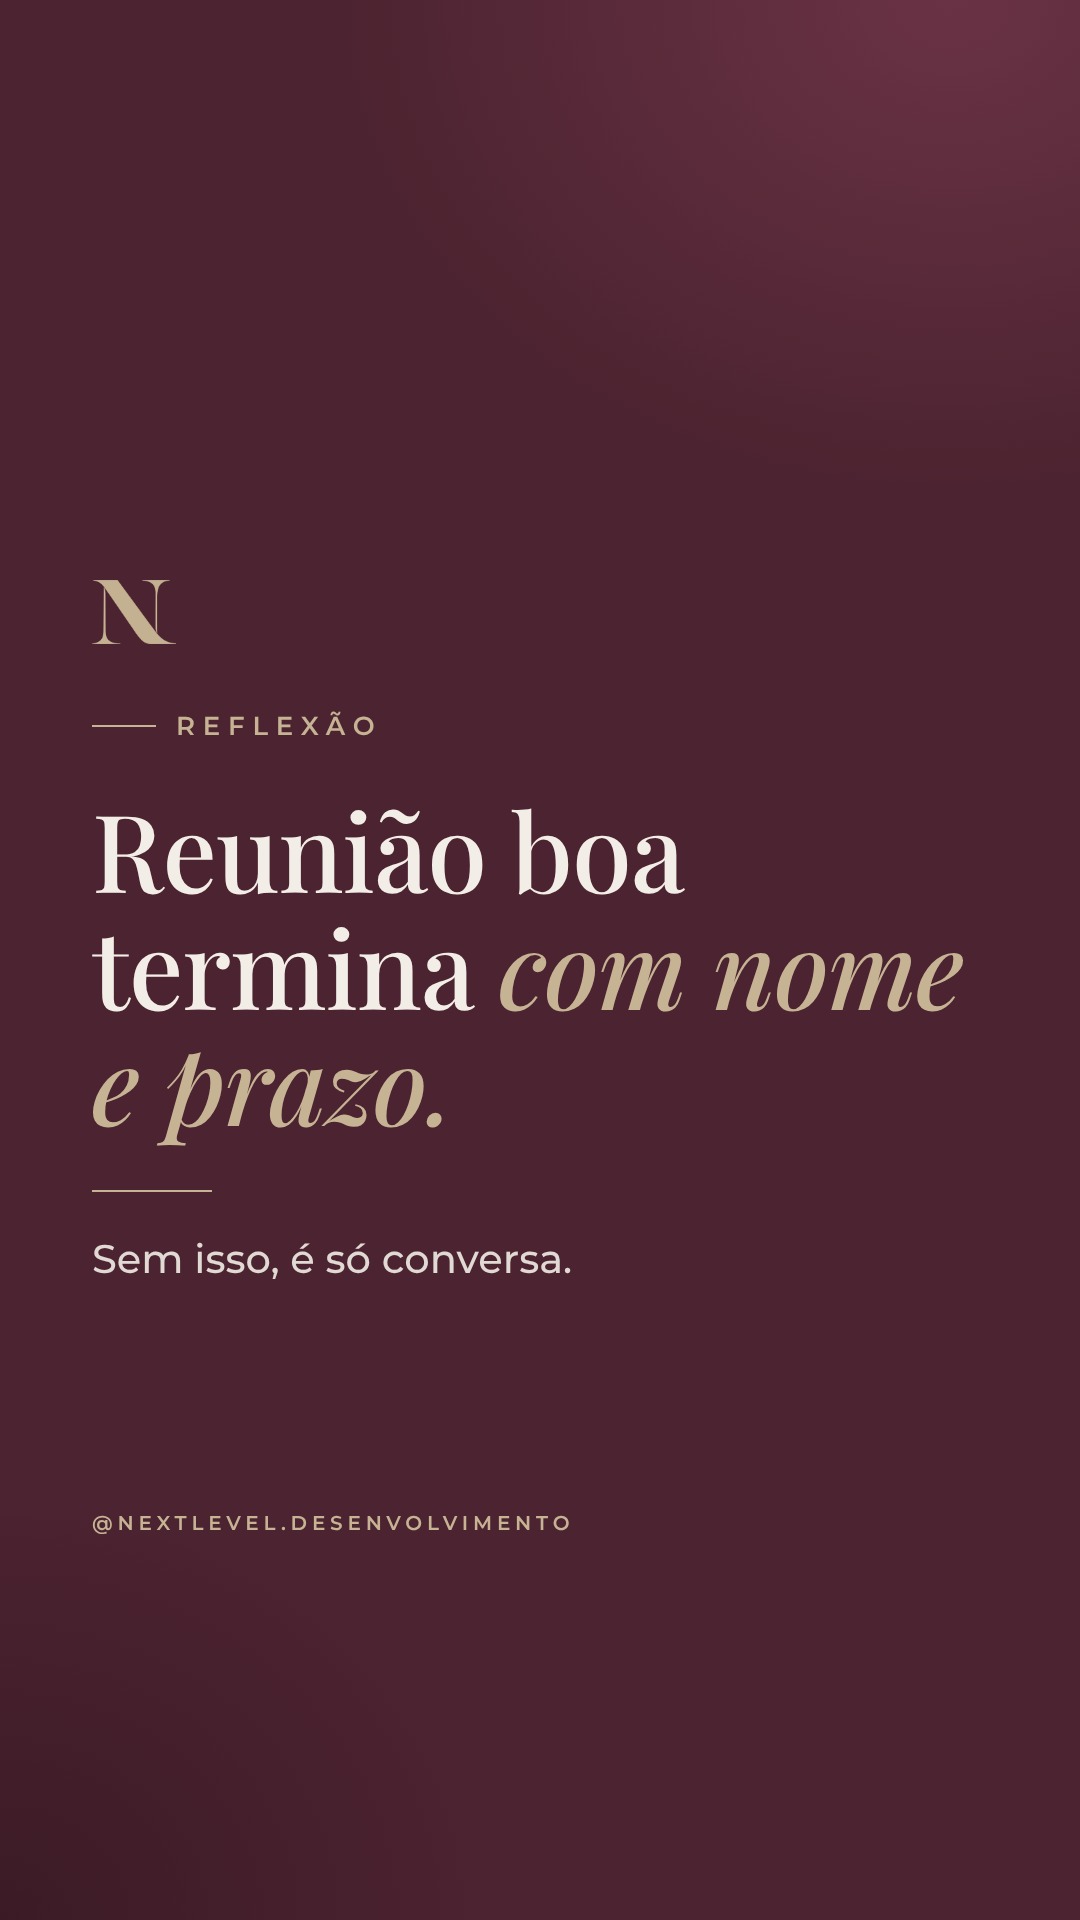 N
REFLEXÃO
Reunião boa
termina com nome
e prazo.
Sem isso, é só conversa.
@NEXTLEVEL.DESENVOLVIMENTO